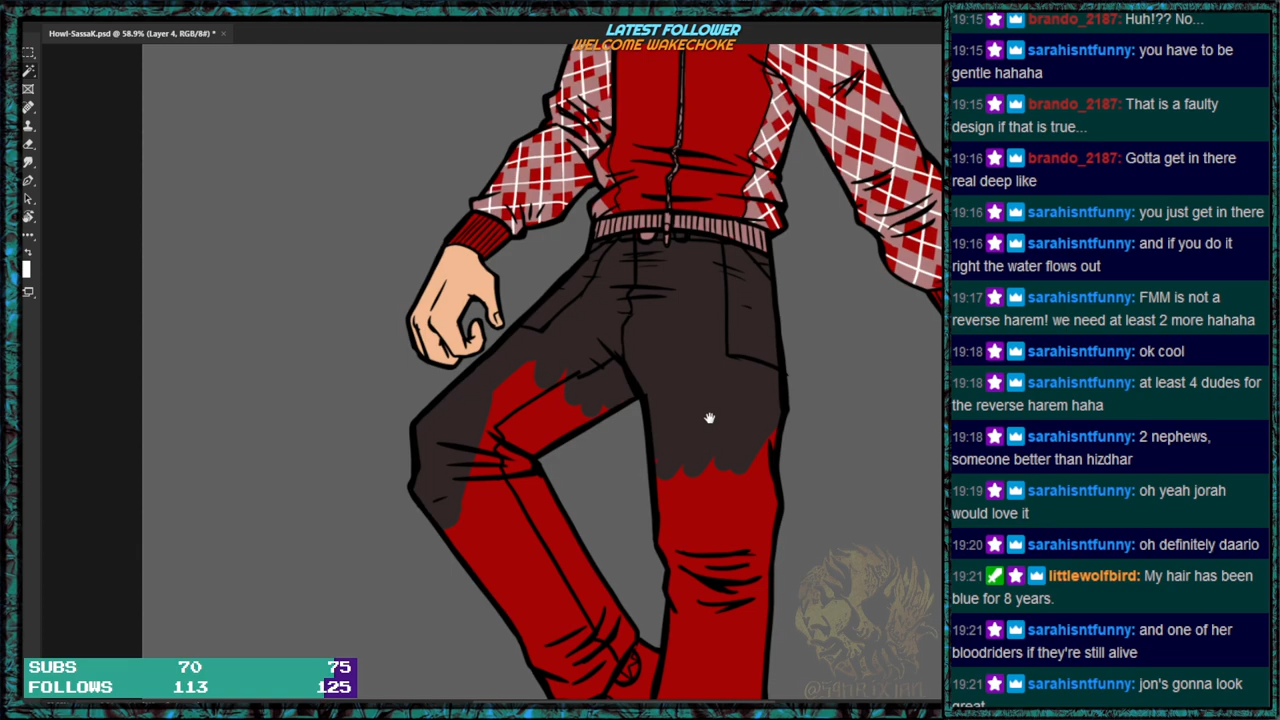 Howl-SassaK.psd @ 58.9% (Layer 4, RGB/8#) *
LATEST FOLLOWER
WELCOME WAKECHOKE
19:15 brando_2187: Huh!?? No...
19:15 sarahisntfunny: you have to be
gentle hahaha
19:15 brando_2187: That is a faulty
design if that is true...
19:16 brando_2187: Gotta get in there
real deep like
19:16 sarahisntfunny: you just get in there
19:16 sarahisntfunny: and if you do it
right the water flows out
19:17 sarahisntfunny: FMM is not a
reverse harem! we need at least 2 more hahaha
19:18 sarahisntfunny: ok cool
19:18 sarahisntfunny: at least 4 dudes for
the reverse harem haha
19:18 sarahisntfunny: 2 nephews,
someone better than hizdhar
19:19 sarahisntfunny: oh yeah jorah
would love it
19:20 sarahisntfunny: oh definitely daario
19:21 littlewolfbird: My hair has been
blue for 8 years.
19:21 sarahisntfunny: and one of her
bloodriders if they're still alive
19:21 sarahisntfunny: jon's gonna look
great
SUBS 70 75
FOLLOWS 113 125